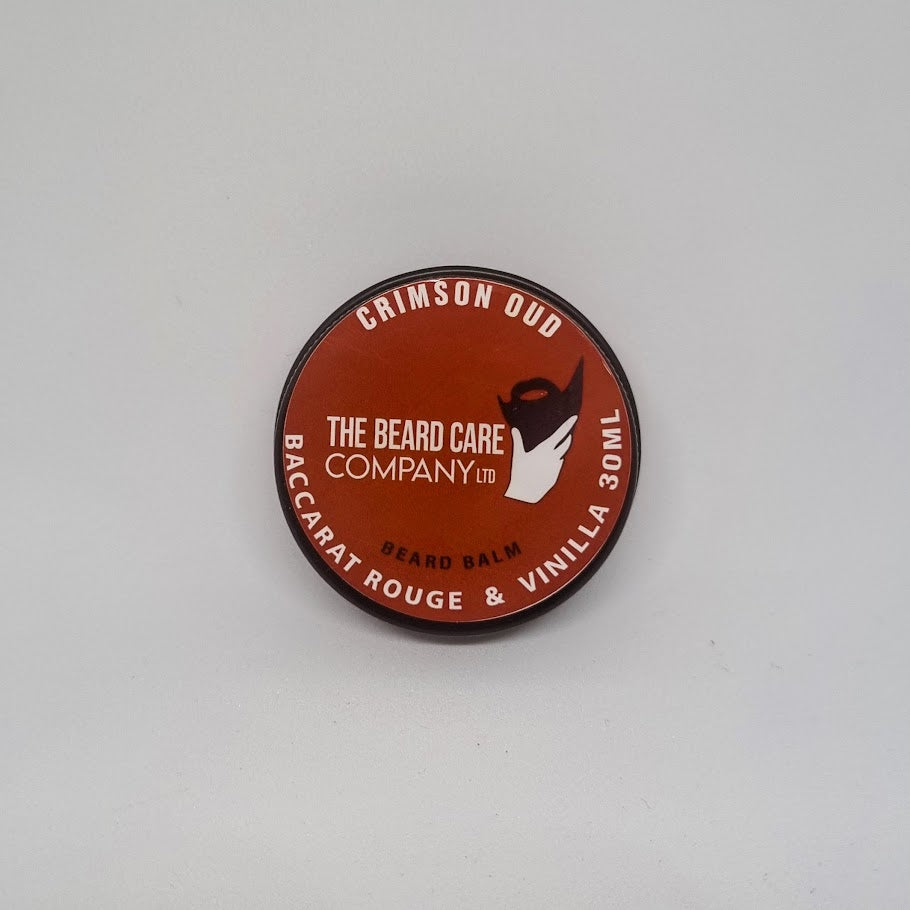 CRIMSON OUD
THE BEARD CARE
COMPANY LTD
BEARD BALM
BACCARAT ROUGE & VINILLA 30ML